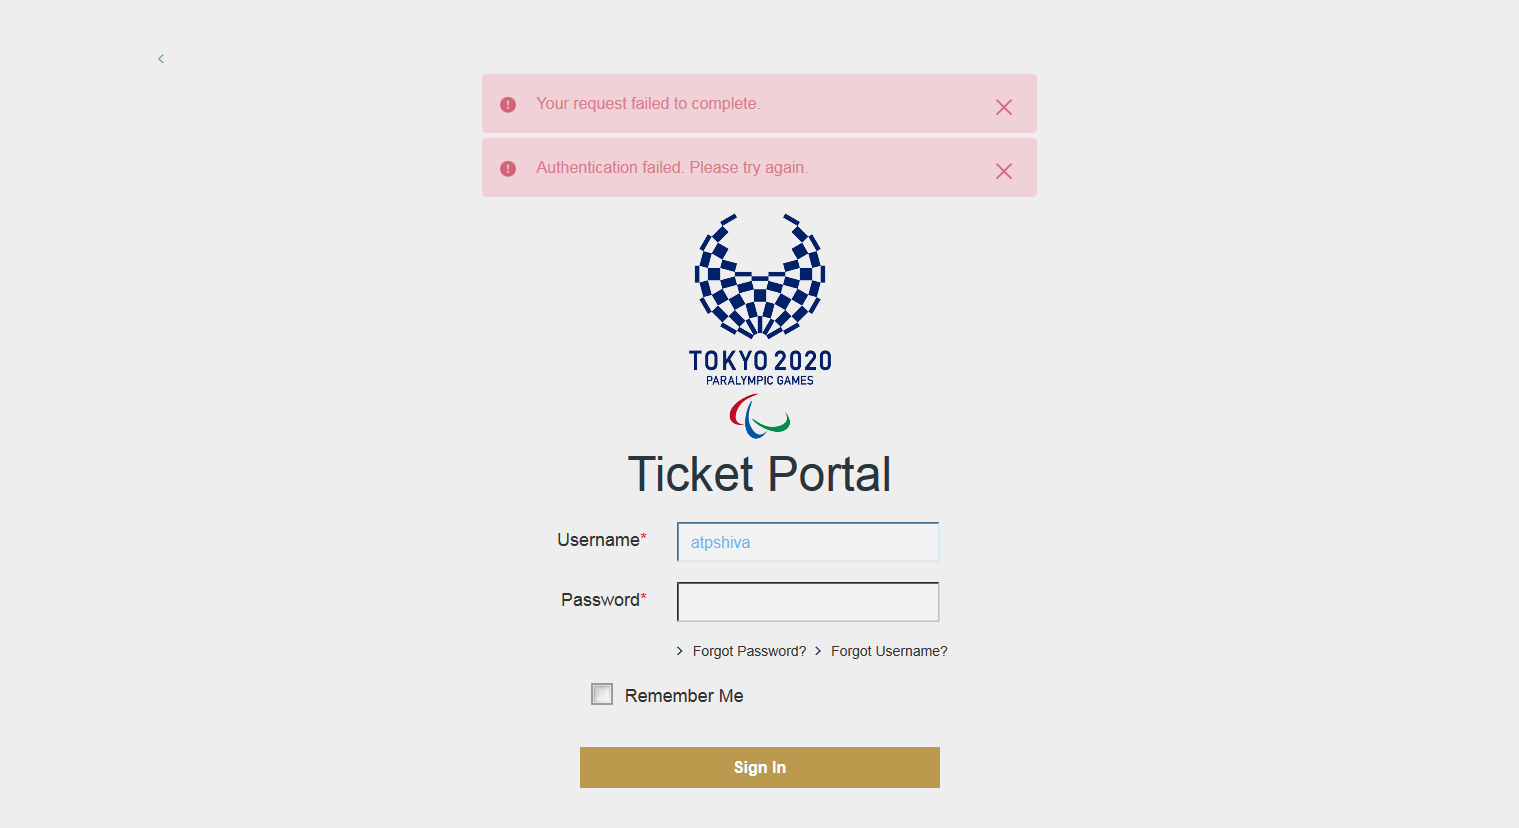 Your request failed to complete.
Authentication failed. Please try again.
TOKYO 2020
PARALYMPIC GAMES
Ticket Portal
Username* atpshiva
Password*
Forgot Password? Forgot Username?
Remember Me
Sign In